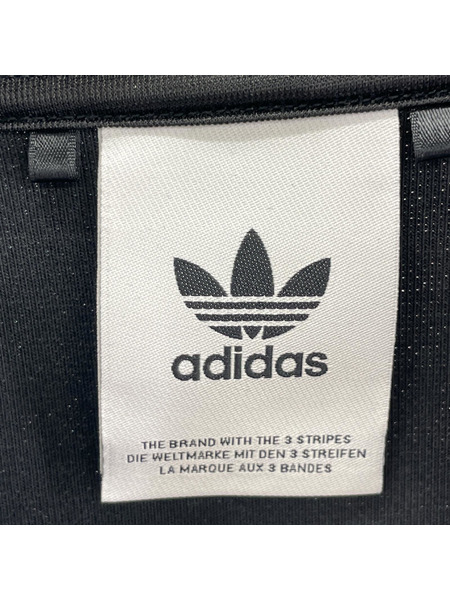 adidas
THE BRAND WITH THE 3 STRIPES
DIE WELTMARKE MIT DEN 3 STREIFEN
LA MARQUE AUX 3 BANDES